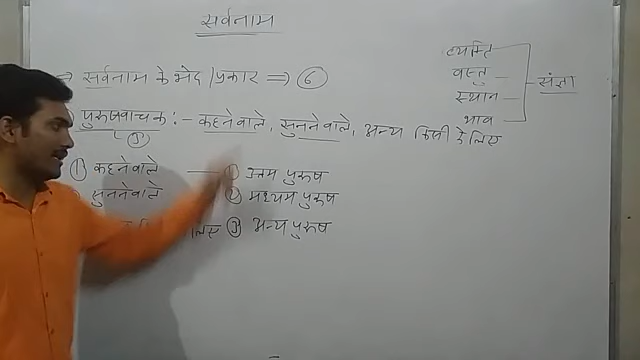 सर्वनाम
⇒ सर्वनाम के भेद/प्रकार ⇒ 6
व्यक्ति
वस्तु
स्थान
भाव
संज्ञा
पुरुषवाचक :- कहनेवाले, सुननेवाले, अन्य किसी के लिए
3
1 कहनेवाले — 1 उत्तम पुरुष
सुननेवाले 2 मध्यम पुरुष
लिए 3 अन्य पुरुष